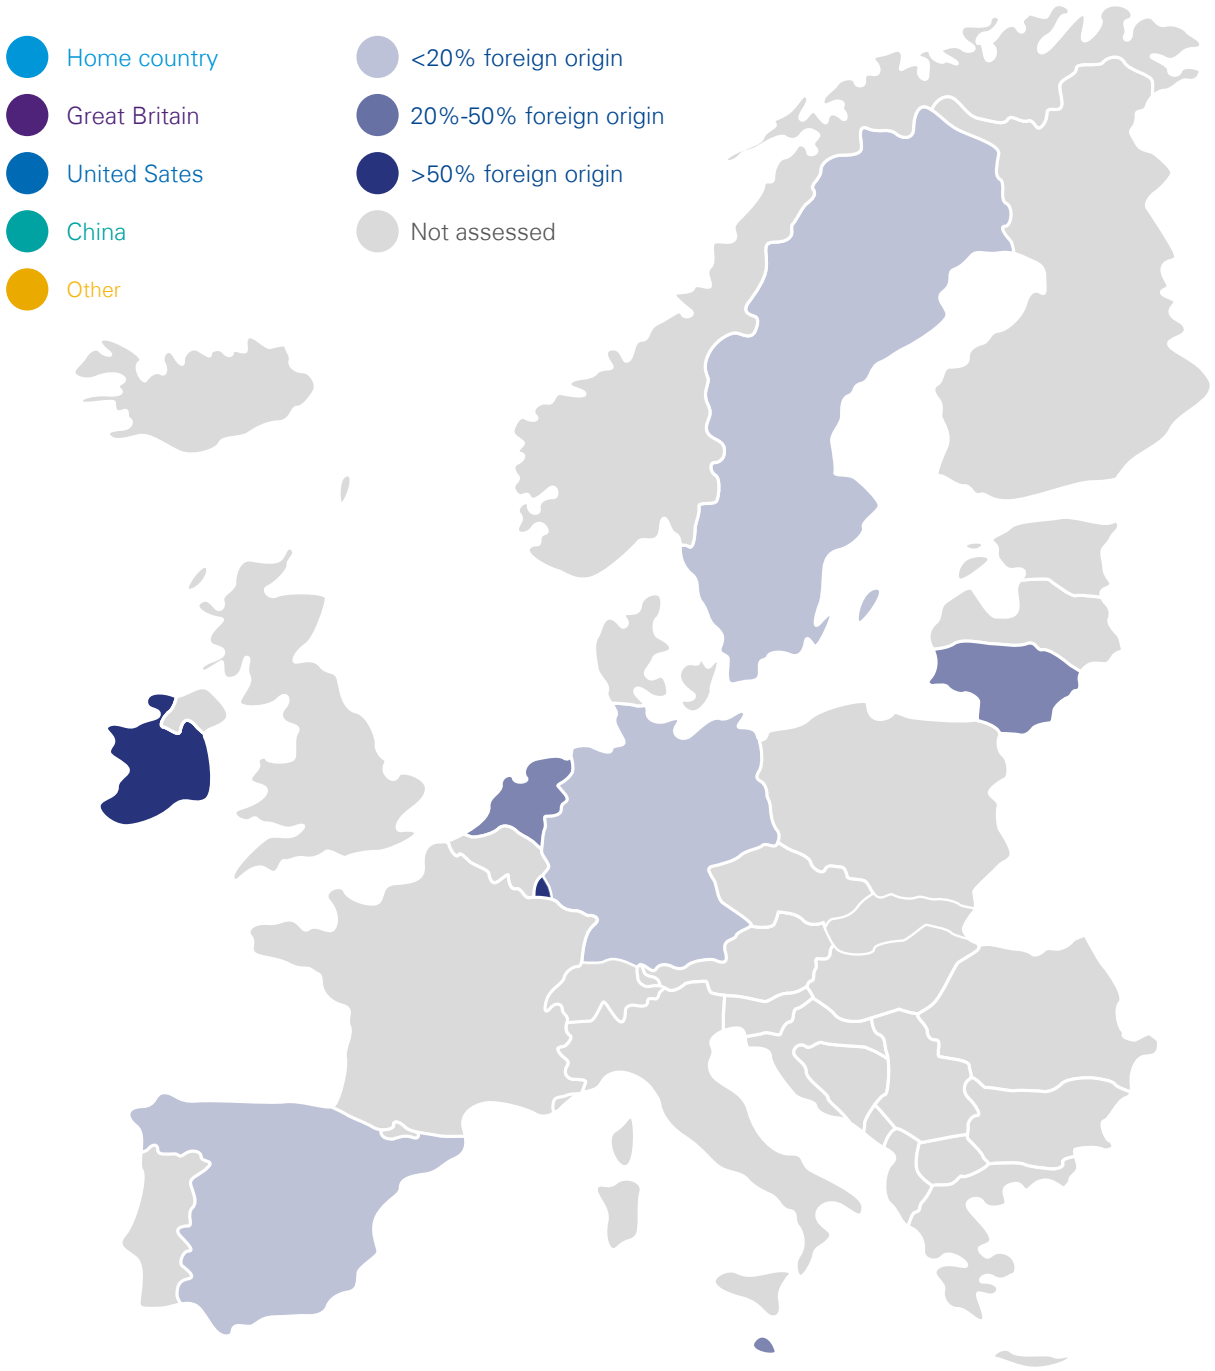 Home country
Great Britain
United Sates
China
Other
<20% foreign origin
20%-50% foreign origin
>50% foreign origin
Not assessed